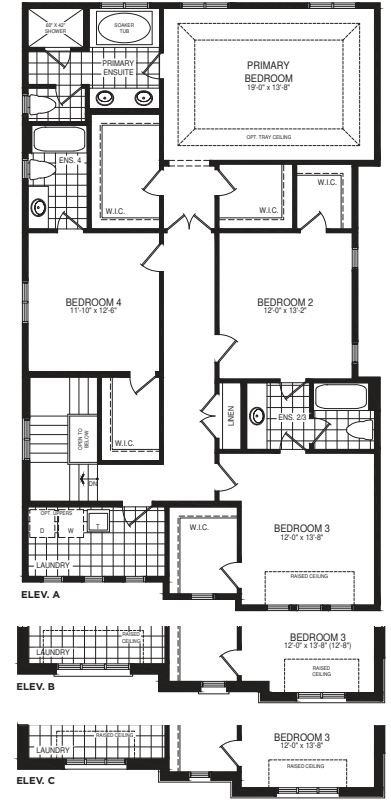 60" X 42"
SHOWER
SOAKER
TUB
PRIMARY
ENSUITE
PRIMARY
BEDROOM
19'-0" x 13'-8"
OPT. TRAY CEILING
ENS. 4
W.I.C.
W.I.C.
W.I.C.
BEDROOM 4
11'-10" x 12'-6"
BEDROOM 2
12'-0" x 13'-2"
OPEN TO
BELOW
W.I.C.
LINEN
ENS. 2/3
DN
OPT. UPPERS
D
W
T
LAUNDRY
W.I.C.
BEDROOM 3
12'-0" x 13'-8"
RAISED CEILING
ELEV. A
RAISED
CEILING
LAUNDRY
BEDROOM 3
12'-0" x 13'-8" (12'-8")
RAISED
CEILING
ELEV. B
RAISED CEILING
LAUNDRY
BEDROOM 3
12'-0" x 13'-8"
RAISED CEILING
ELEV. C